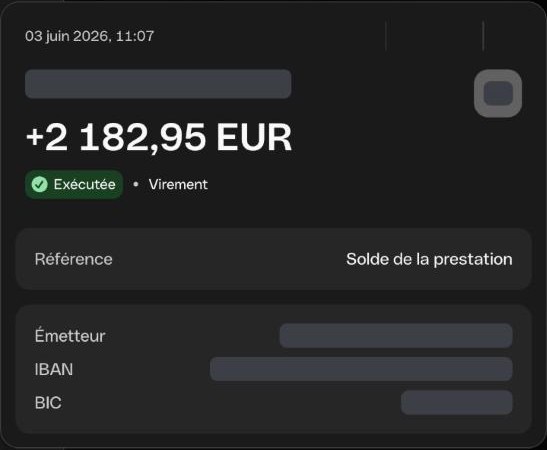 03 juin 2026, 11:07
+2 182,95 EUR
Exécutée • Virement
Référence Solde de la prestation
Émetteur
IBAN
BIC